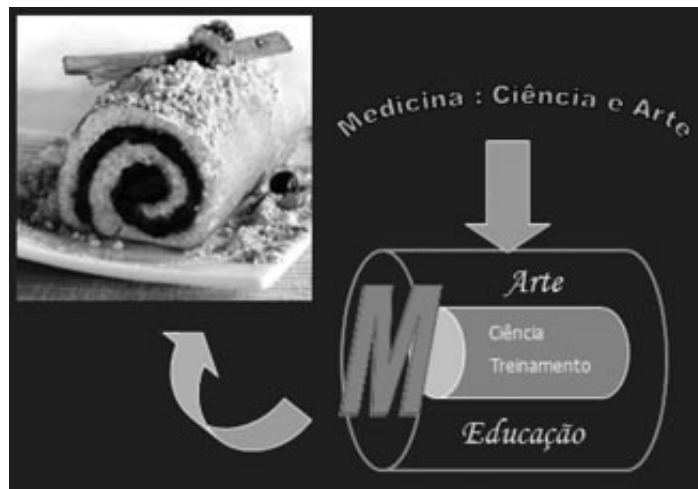 Medicina : Ciência e Arte
Arte
M
Ciência
Treinamento
Educação